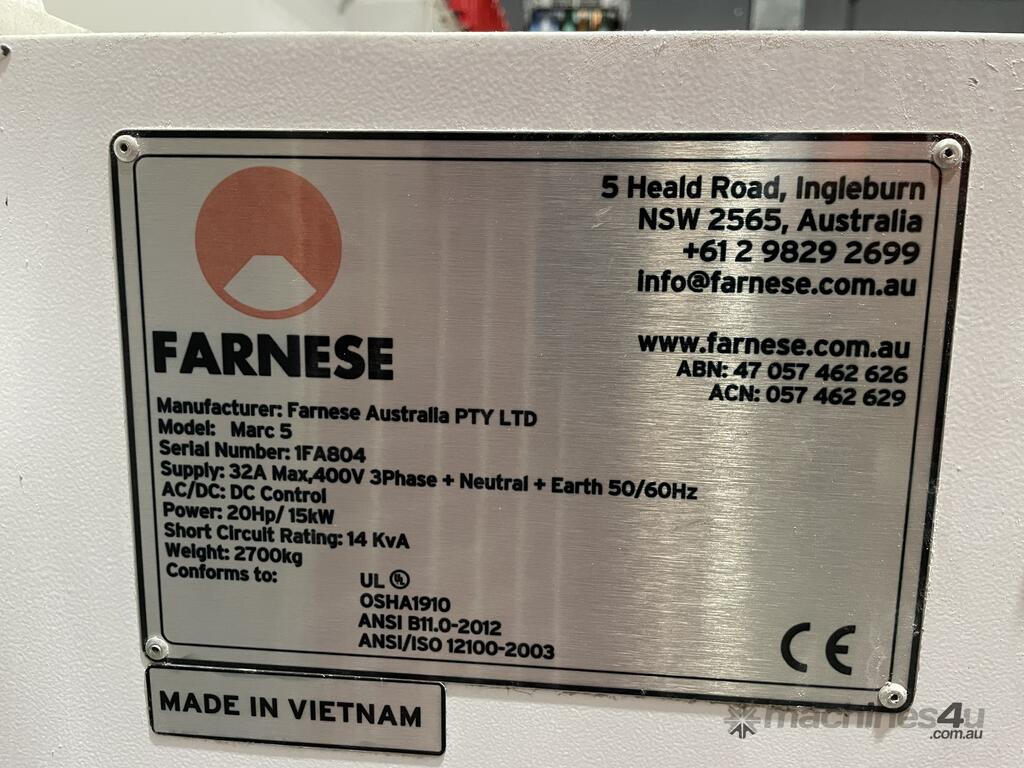 5 Heald Road, Ingleburn
NSW 2565, Australia
+61 2 9829 2699
info@farnese.com.au
www.farnese.com.au
ABN: 47 057 462 626
ACN: 057 462 629
FARNESE
Manufacturer: Farnese Australia PTY LTD
Model: Marc 5
Serial Number: 1FA804
Supply: 32A Max,400V 3Phase + Neutral + Earth 50/60Hz
AC/DC: DC Control
Power: 20Hp/ 15kW
Short Circuit Rating: 14 KvA
Weight: 2700kg
Conforms to: UL UL
OSHA1910
ANSI B11.0-2012
ANSI/ISO 12100-2003
CE
MADE IN VIETNAM
machines4u
.com.au